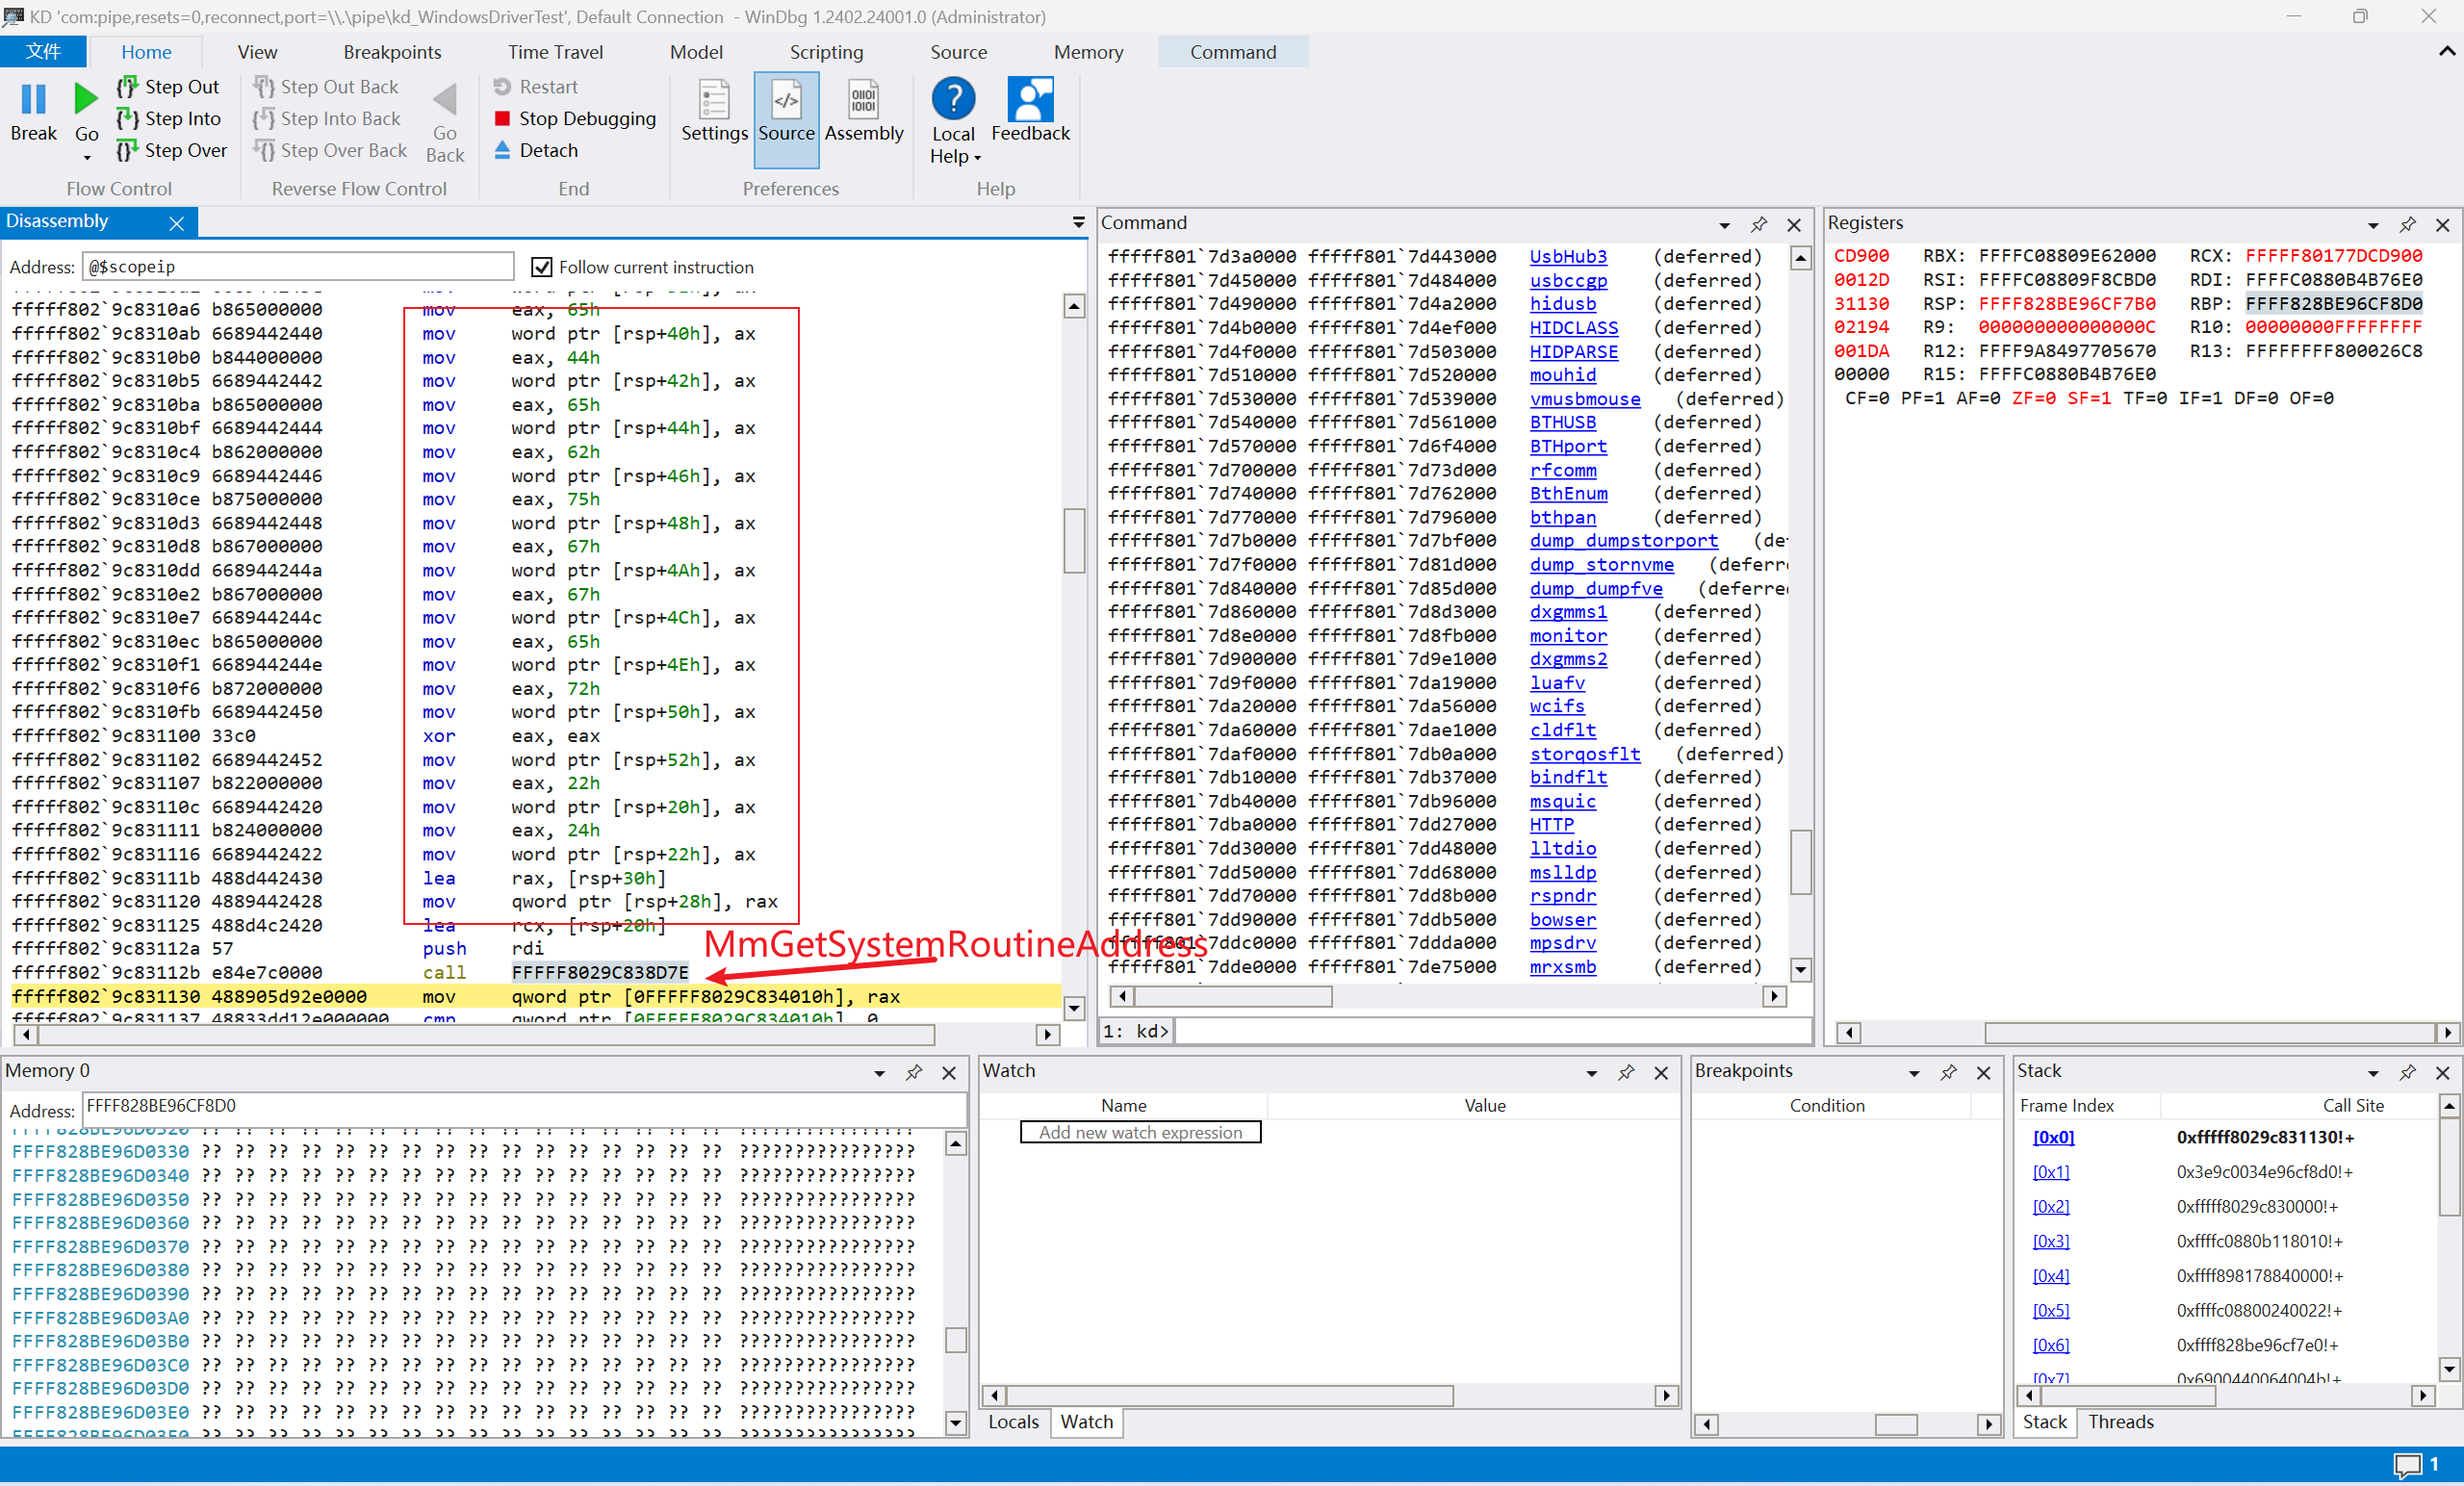 KD 'com:pipe,resets=0,reconnect,port=\\.\pipe\kd_WindowsDriverTest', Default Connection - WinDbg 1.2402.24001.0 (Administrator)
文件 Home View Breakpoints Time Travel Model Scripting Source Memory Command
Break
Go
Step Out
Step Into
Step Over
Flow Control
Step Out Back
Step Into Back
Step Over Back
Go Back
Reverse Flow Control
Restart
Stop Debugging
Detach
End
Settings
Source
Assembly
Preferences
Local Help
Feedback
Help
Disassembly
Address: @$scopeip
Follow current instruction
fffff802`9c8310a6 b865000000 mov eax, 65h
fffff802`9c8310ab 6689442440 mov word ptr [rsp+40h], ax
fffff802`9c8310b0 b844000000 mov eax, 44h
fffff802`9c8310b5 6689442442 mov word ptr [rsp+42h], ax
fffff802`9c8310ba b865000000 mov eax, 65h
fffff802`9c8310bf 6689442444 mov word ptr [rsp+44h], ax
fffff802`9c8310c4 b862000000 mov eax, 62h
fffff802`9c8310c9 6689442446 mov word ptr [rsp+46h], ax
fffff802`9c8310ce b875000000 mov eax, 75h
fffff802`9c8310d3 6689442448 mov word ptr [rsp+48h], ax
fffff802`9c8310d8 b867000000 mov eax, 67h
fffff802`9c8310dd 668944244a mov word ptr [rsp+4Ah], ax
fffff802`9c8310e2 b867000000 mov eax, 67h
fffff802`9c8310e7 668944244c mov word ptr [rsp+4Ch], ax
fffff802`9c8310ec b865000000 mov eax, 65h
fffff802`9c8310f1 668944244e mov word ptr [rsp+4Eh], ax
fffff802`9c8310f6 b872000000 mov eax, 72h
fffff802`9c8310fb 6689442450 mov word ptr [rsp+50h], ax
fffff802`9c831100 33c0 xor eax, eax
fffff802`9c831102 6689442452 mov word ptr [rsp+52h], ax
fffff802`9c831107 b822000000 mov eax, 22h
fffff802`9c83110c 6689442420 mov word ptr [rsp+20h], ax
fffff802`9c831111 b824000000 mov eax, 24h
fffff802`9c831116 6689442422 mov word ptr [rsp+22h], ax
fffff802`9c83111b 488d442430 lea rax, [rsp+30h]
fffff802`9c831120 4889442428 mov qword ptr [rsp+28h], rax
fffff802`9c831125 488d4c2420 lea rcx, [rsp+20h]
fffff802`9c83112a 57 push rdi
fffff802`9c83112b e84e7c0000 call FFFFF8029C838D7E
fffff802`9c831130 488905d92e0000 mov qword ptr [0FFFFF8029C834010h], rax
fffff802`9c831137 48833dd12e000000 cmp qword ptr [0FFFFF8029C834010h], 0
MmGetSystemRoutineAddress
Command
fffff801`7d3a0000 fffff801`7d443000 UsbHub3 (deferred)
fffff801`7d450000 fffff801`7d484000 usbccgp (deferred)
fffff801`7d490000 fffff801`7d4a2000 hidusb (deferred)
fffff801`7d4b0000 fffff801`7d4ef000 HIDCLASS (deferred)
fffff801`7d4f0000 fffff801`7d503000 HIDPARSE (deferred)
fffff801`7d510000 fffff801`7d520000 mouhid (deferred)
fffff801`7d530000 fffff801`7d539000 vmusbmouse (deferred)
fffff801`7d540000 fffff801`7d561000 BTHUSB (deferred)
fffff801`7d570000 fffff801`7d6f4000 BTHport (deferred)
fffff801`7d700000 fffff801`7d73d000 rfcomm (deferred)
fffff801`7d740000 fffff801`7d762000 BthEnum (deferred)
fffff801`7d770000 fffff801`7d796000 bthpan (deferred)
fffff801`7d7b0000 fffff801`7d7bf000 dump_dumpstorport (de
fffff801`7d7f0000 fffff801`7d81d000 dump_stornvme (deferr
fffff801`7d840000 fffff801`7d85d000 dump_dumpfve (deferre
fffff801`7d860000 fffff801`7d8d3000 dxgmms1 (deferred)
fffff801`7d8e0000 fffff801`7d8fb000 monitor (deferred)
fffff801`7d900000 fffff801`7d9e1000 dxgmms2 (deferred)
fffff801`7d9f0000 fffff801`7da19000 luafv (deferred)
fffff801`7da20000 fffff801`7da56000 wcifs (deferred)
fffff801`7da60000 fffff801`7dae1000 cldflt (deferred)
fffff801`7daf0000 fffff801`7db0a000 storqosflt (deferred)
fffff801`7db10000 fffff801`7db37000 bindflt (deferred)
fffff801`7db40000 fffff801`7db96000 msquic (deferred)
fffff801`7dba0000 fffff801`7dd27000 HTTP (deferred)
fffff801`7dd30000 fffff801`7dd48000 lltdio (deferred)
fffff801`7dd50000 fffff801`7dd68000 mslldp (deferred)
fffff801`7dd70000 fffff801`7dd8b000 rspndr (deferred)
fffff801`7dd90000 fffff801`7ddb5000 bowser (deferred)
fffff801`7ddc0000 fffff801`7ddda000 mpsdrv (deferred)
fffff801`7dde0000 fffff801`7de75000 mrxsmb (deferred)
1: kd>
Registers
CD900 RBX: FFFFC08809E62000 RCX: FFFFF80177DCD900
0012D RSI: FFFFC08809F8CBD0 RDI: FFFFC0880B4B76E0
31130 RSP: FFFF828BE96CF7B0 RBP: FFFF828BE96CF8D0
02194 R9: 000000000000000C R10: 00000000FFFFFFFF
001DA R12: FFFF9A8497705670 R13: FFFFFFFF800026C8
00000 R15: FFFFC0880B4B76E0
CF=0 PF=1 AF=0 ZF=0 SF=1 TF=0 IF=1 DF=0 OF=0
Memory 0
Address: FFFF828BE96CF8D0
FFFF828BE96D0320 ?? ?? ?? ?? ?? ?? ?? ?? ?? ?? ?? ?? ?? ?? ?? ?? ????????????????
FFFF828BE96D0330 ?? ?? ?? ?? ?? ?? ?? ?? ?? ?? ?? ?? ?? ?? ?? ?? ????????????????
FFFF828BE96D0340 ?? ?? ?? ?? ?? ?? ?? ?? ?? ?? ?? ?? ?? ?? ?? ?? ????????????????
FFFF828BE96D0350 ?? ?? ?? ?? ?? ?? ?? ?? ?? ?? ?? ?? ?? ?? ?? ?? ????????????????
FFFF828BE96D0360 ?? ?? ?? ?? ?? ?? ?? ?? ?? ?? ?? ?? ?? ?? ?? ?? ????????????????
FFFF828BE96D0370 ?? ?? ?? ?? ?? ?? ?? ?? ?? ?? ?? ?? ?? ?? ?? ?? ????????????????
FFFF828BE96D0380 ?? ?? ?? ?? ?? ?? ?? ?? ?? ?? ?? ?? ?? ?? ?? ?? ????????????????
FFFF828BE96D0390 ?? ?? ?? ?? ?? ?? ?? ?? ?? ?? ?? ?? ?? ?? ?? ?? ????????????????
FFFF828BE96D03A0 ?? ?? ?? ?? ?? ?? ?? ?? ?? ?? ?? ?? ?? ?? ?? ?? ????????????????
FFFF828BE96D03B0 ?? ?? ?? ?? ?? ?? ?? ?? ?? ?? ?? ?? ?? ?? ?? ?? ????????????????
FFFF828BE96D03C0 ?? ?? ?? ?? ?? ?? ?? ?? ?? ?? ?? ?? ?? ?? ?? ?? ????????????????
FFFF828BE96D03D0 ?? ?? ?? ?? ?? ?? ?? ?? ?? ?? ?? ?? ?? ?? ?? ?? ????????????????
FFFF828BE96D03E0 ?? ?? ?? ?? ?? ?? ?? ?? ?? ?? ?? ?? ?? ?? ?? ?? ????????????????
FFFF828BE96D03F0 ?? ?? ?? ?? ?? ?? ?? ?? ?? ?? ?? ?? ?? ?? ?? ?? ????????????????
Watch
Name Value
Add new watch expression
Locals Watch
Breakpoints
Condition
Stack
Frame Index Call Site
[0x0] 0xfffff8029c831130!+
[0x1] 0x3e9c0034e96cf8d0!+
[0x2] 0xfffff8029c830000!+
[0x3] 0xffffc0880b118010!+
[0x4] 0xffff898178840000!+
[0x5] 0xffffc08800240022!+
[0x6] 0xffff828be96cf7e0!+
[0x7] 0x6900440064004b!+
Stack Threads
1